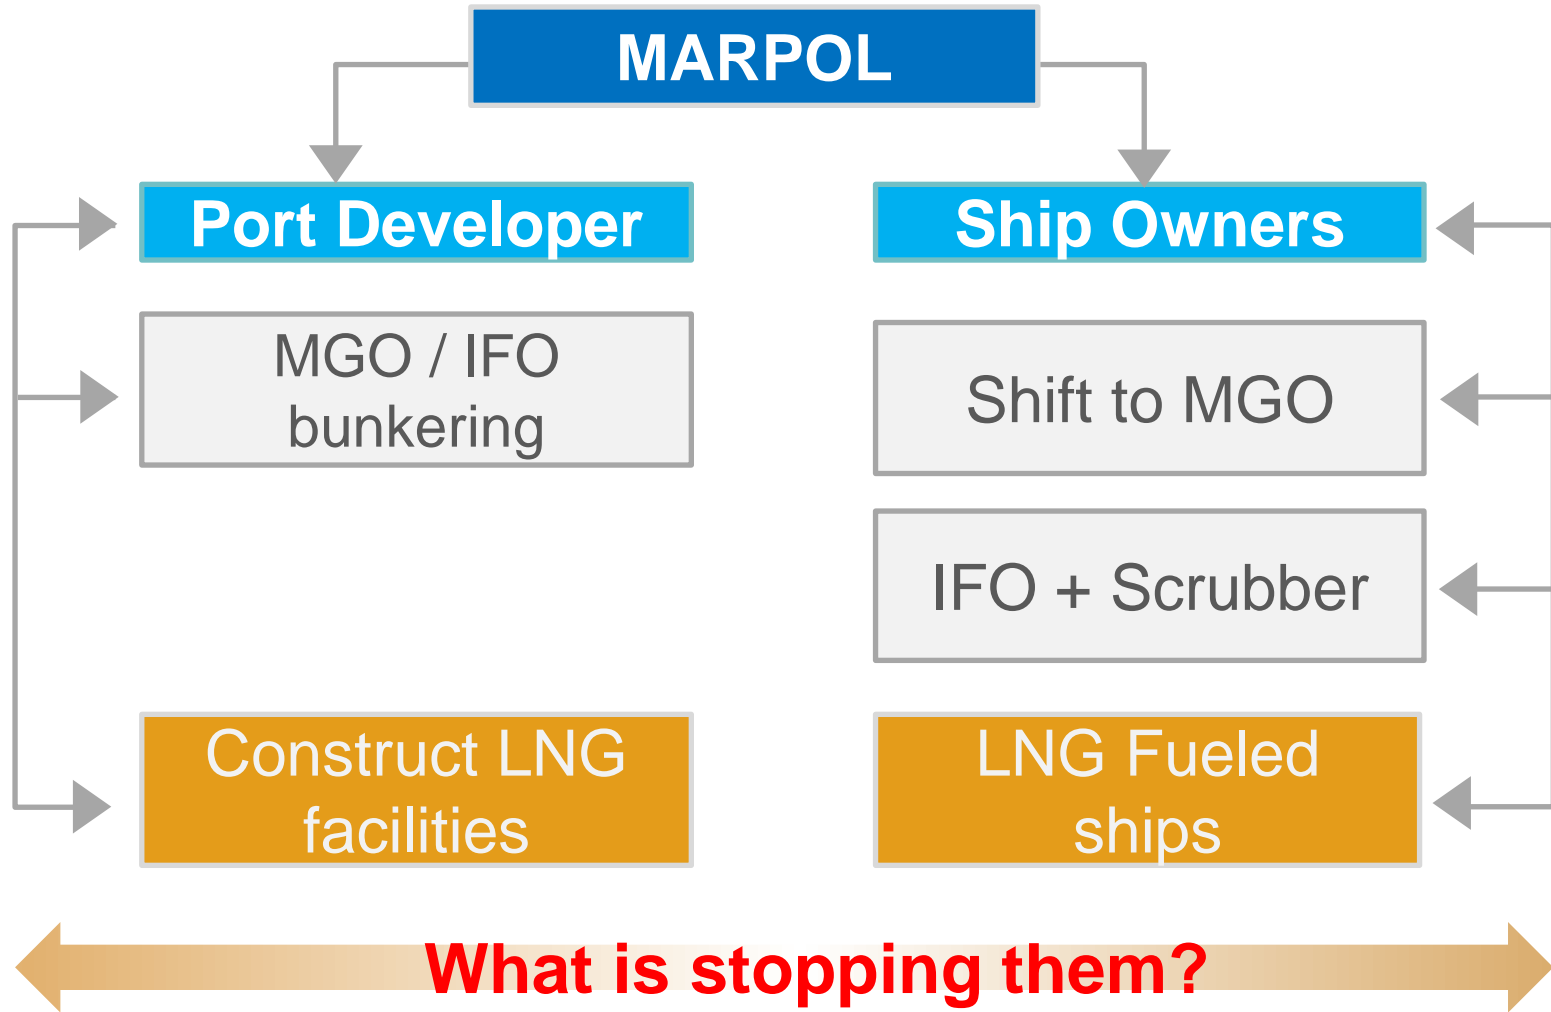 MARPOL
Port Developer
Ship Owners
MGO / IFO
bunkering
Shift to MGO
IFO + Scrubber
Construct LNG
facilities
LNG Fueled
ships
What is stopping them?